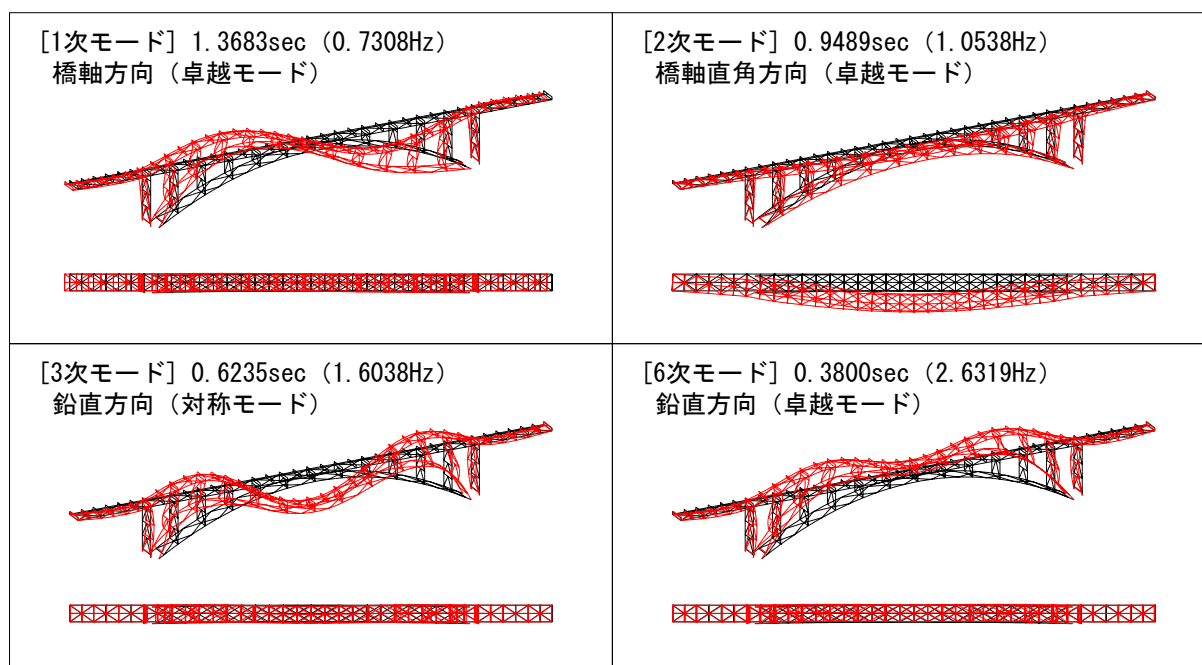 [1次モード] 1.3683sec (0.7308Hz)
橋軸方向（卓越モード）
[2次モード] 0.9489sec (1.0538Hz)
橋軸直角方向（卓越モード）
[3次モード] 0.6235sec (1.6038Hz)
鉛直方向（対称モード）
[6次モード] 0.3800sec (2.6319Hz)
鉛直方向（卓越モード）